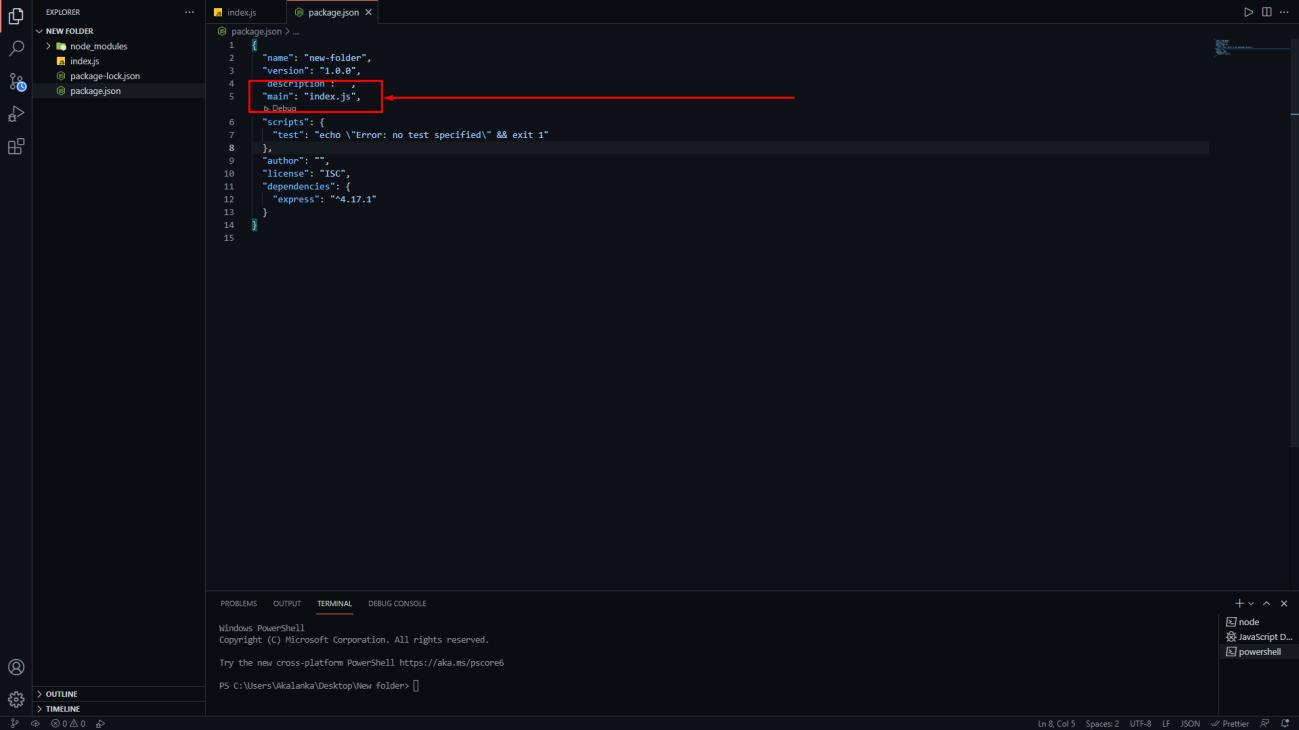 EXPLORER
NEW FOLDER
node_modules
index.js
package-lock.json
package.json
OUTLINE
TIMELINE
index.js
package.json
package.json > ...
1 {
2 "name": "new-folder",
3 "version": "1.0.0",
4 description : ,
5 "main": "index.js",
Debug
6 "scripts": {
7 "test": "echo \"Error: no test specified\" && exit 1"
8 },
9 "author": "",
10 "license": "ISC",
11 "dependencies": {
12 "express": "^4.17.1"
13 }
14 }
15
PROBLEMS OUTPUT TERMINAL DEBUG CONSOLE
Windows PowerShell
Copyright (C) Microsoft Corporation. All rights reserved.
Try the new cross-platform PowerShell https://aka.ms/pscore6
PS C:\Users\Akalanka\Desktop\New folder>
node
JavaScript D...
powershell
0 0
Ln 8, Col 5 Spaces: 2 UTF-8 LF JSON Prettier